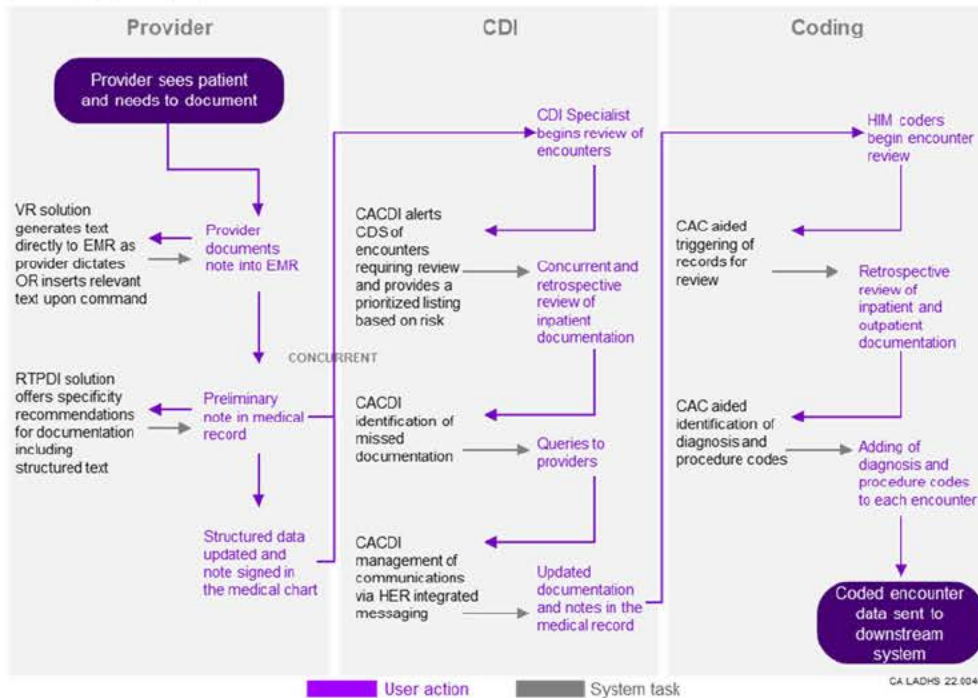 Provider
Provider sees patient
and needs to document
VR solution
generates text
directly to EMR as
provider dictates
OR inserts relevant
text upon command
Provider
documents
note into EMR
CONCURRENT
RTPDI solution
offers specificity
recommendations
for documentation
including
structured text
Preliminary
note in medical
record
Structured data
updated and
note signed in
the medical chart
CDI
CDI Specialist
begins review of
encounters
CACDI alerts
CDS of
encounters
requiring review
and provides a
prioritized listing
based on risk
Concurrent and
retrospective
review of
inpatient
documentation
CACDI
identification of
missed
documentation
Queries to
providers
CACDI
management of
communications
via HER integrated
messaging
Updated
documentation
and notes in the
medical record
Coding
HIM coders
begin encounter
review
CAC aided
triggering of
records for
review
Retrospective
review of
inpatient and
outpatient
documentation
CAC aided
identification of
diagnosis and
procedure codes
Adding of
diagnosis and
procedure codes
to each encounter
Coded encounter
data sent to
downstream
system
User action
System task